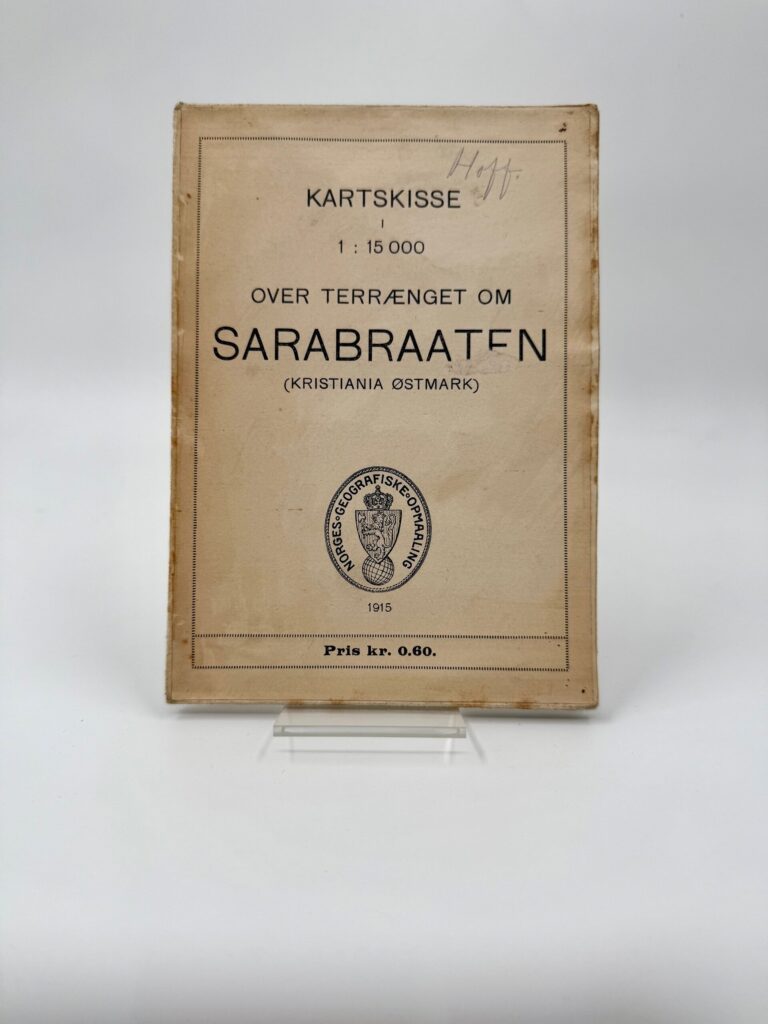 Hoff.
KARTSKISSE
I
1 : 15 000
OVER TERRÆNGET OM
SARABRAATEN
(KRISTIANIA ØSTMARK)
NORGES GEOGRAFISKE OPMAALING
1915
Pris kr. 0.60.